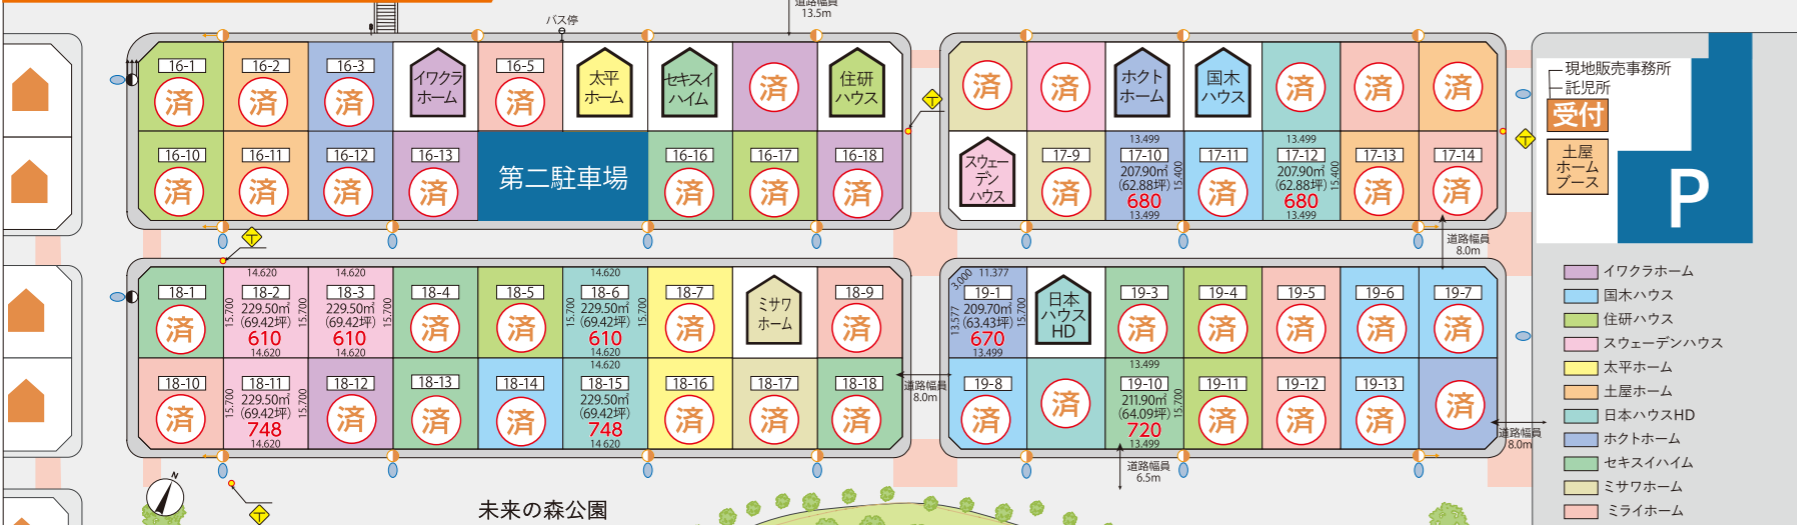 道路幅員
13.5m
バス停
16-1
済
16-2
済
16-3
済
イワクラ
ホーム
16-5
済
太平
ホーム
セキスイ
ハイム
済
住研
ハウス
16-10
済
16-11
済
16-12
済
16-13
済
第二駐車場
16-16
済
16-17
済
16-18
済
済
済
ホクト
ホーム
国木
ハウス
済
済
済
スウェー
デン
ハウス
17-9
済
13.499
17-10
207.90㎡
(62.88坪)
680
13.499
15.400
17-11
済
13.499
17-12
207.90㎡
(62.88坪)
680
13.499
15.400
17-13
済
17-14
済
現地販売事務所
託児所
受付
土屋
ホーム
ブース
P
道路幅員
8.0m
18-1
済
14.620
18-2
229.50㎡
(69.42坪)
610
14.620
15.700
14.620
18-3
229.50㎡
(69.42坪)
610
14.620
15.700
15.700
18-4
済
18-5
済
14.620
18-6
229.50㎡
(69.42坪)
610
14.620
15.700
15.700
18-7
済
ミサワ
ホーム
18-9
済
18-10
済
18-11
229.50㎡
(69.42坪)
748
14.620
15.700
15.700
18-12
済
18-13
済
18-14
済
14.620
18-15
229.50㎡
(69.42坪)
748
14.620
18-16
済
18-17
済
18-18
済
道路幅員
8.0m
3.000
11.377
19-1
209.70㎡
(63.43坪)
670
13.499
13.577
15.700
日本
ハウス
HD
19-3
済
19-4
済
19-5
済
19-6
済
19-7
済
19-8
済
済
13.499
19-10
211.90㎡
(64.09坪)
720
13.499
15.700
19-11
済
19-12
済
19-13
済
済
道路幅員
8.0m
道路幅員
6.5m
イワクラホーム
国木ハウス
住研ハウス
スウェーデンハウス
太平ホーム
土屋ホーム
日本ハウスHD
ホクトホーム
セキスイハイム
ミサワホーム
ミライホーム
N
未来の森公園